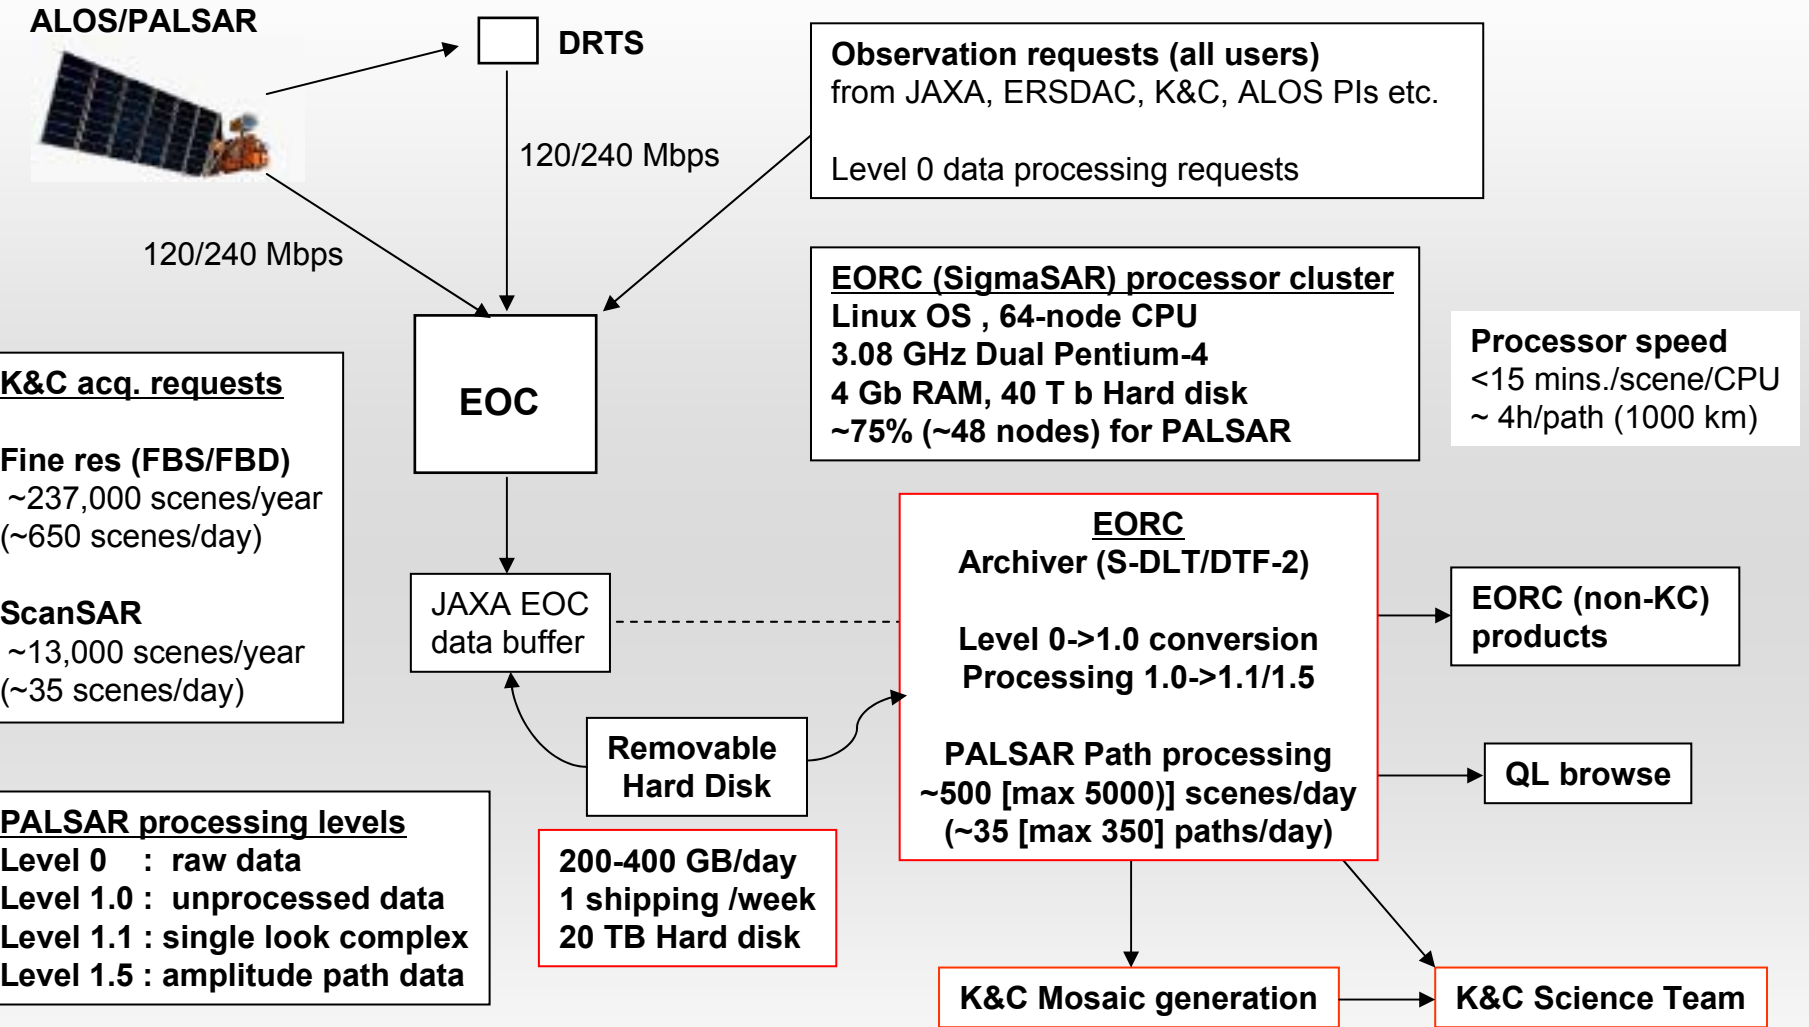 ALOS/PALSAR
DRTS
120/240 Mbps
120/240 Mbps
Observation requests (all users)
from JAXA, ERSDAC, K&C, ALOS PIs etc.
Level 0 data processing requests
EORC (SigmaSAR) processor cluster
Linux OS , 64-node CPU
3.08 GHz Dual Pentium-4
4 Gb RAM, 40 T b Hard disk
~75% (~48 nodes) for PALSAR
Processor speed
<15 mins./scene/CPU
~ 4h/path (1000 km)
EOC
K&C acq. requests
Fine res (FBS/FBD)
~237,000 scenes/year
(~650 scenes/day)
ScanSAR
~13,000 scenes/year
(~35 scenes/day)
JAXA EOC
data buffer
EORC
Archiver (S-DLT/DTF-2)
Level 0->1.0 conversion
Processing 1.0->1.1/1.5
PALSAR Path processing
~500 [max 5000)] scenes/day
(~35 [max 350] paths/day)
EORC (non-KC)
products
QL browse
Removable
Hard Disk
200-400 GB/day
1 shipping /week
20 TB Hard disk
PALSAR processing levels
Level 0 : raw data
Level 1.0 : unprocessed data
Level 1.1 : single look complex
Level 1.5 : amplitude path data
K&C Mosaic generation
K&C Science Team